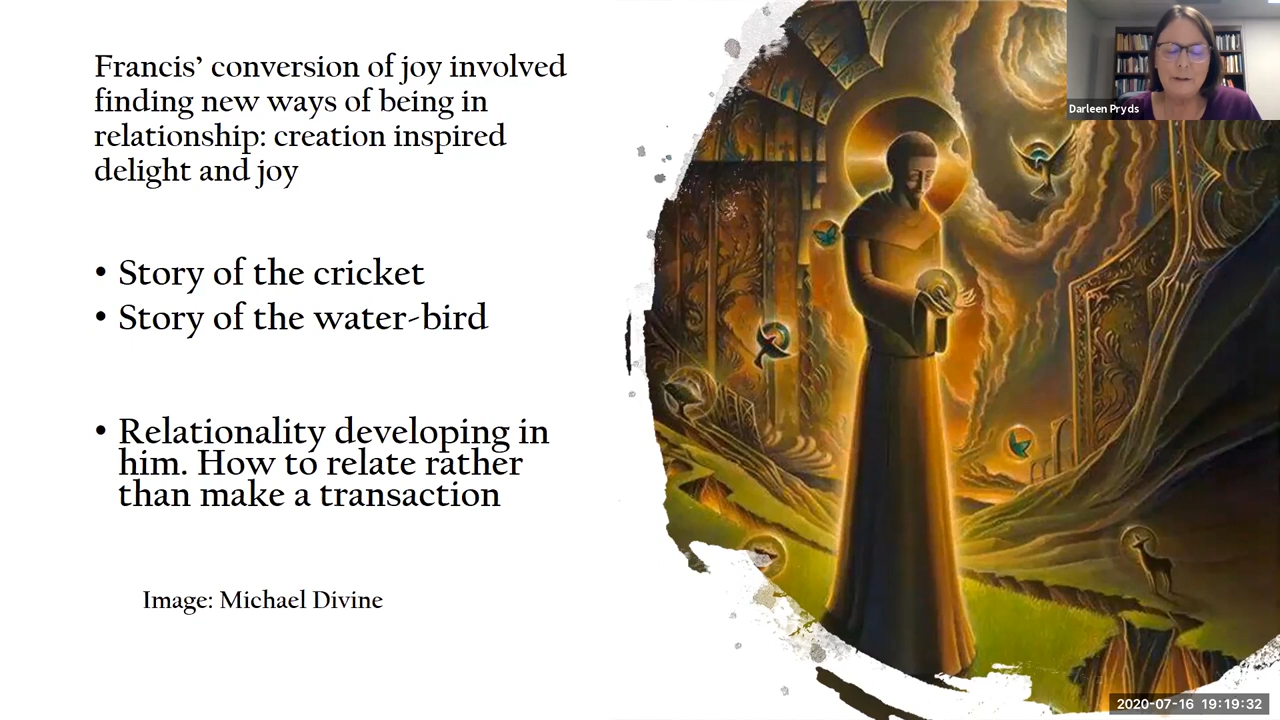 Francis’ conversion of joy involved
finding new ways of being in
relationship: creation inspired
delight and joy
• Story of the cricket
• Story of the water-bird
• Relationality developing in
him. How to relate rather
than make a transaction
Image: Michael Divine
Darleen Pryds
2020-07-16 19:19:32